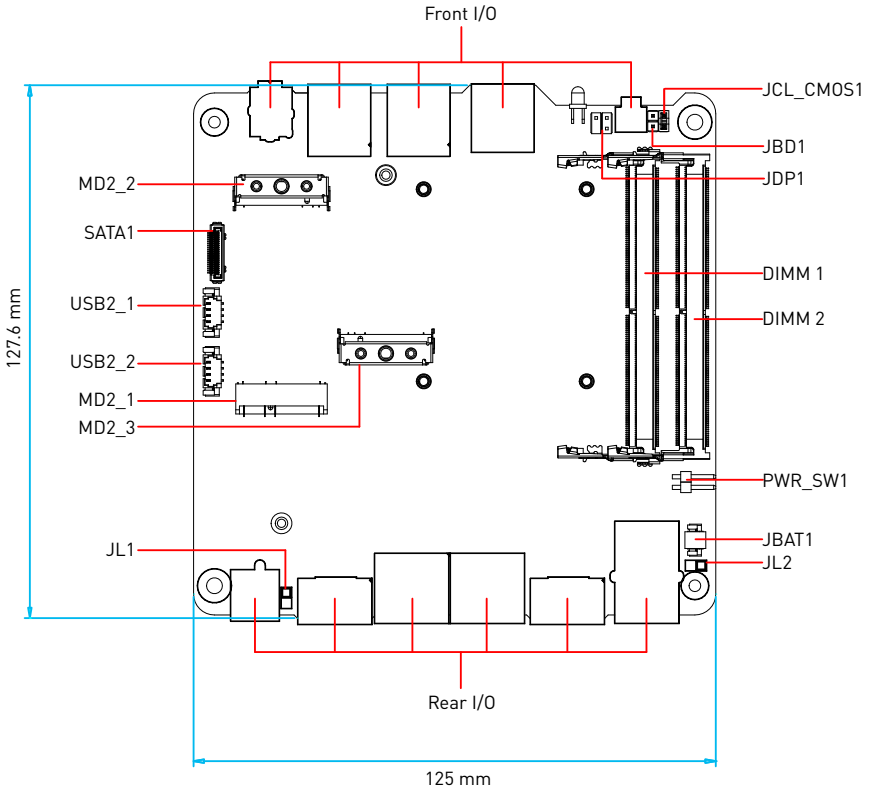 Front I/O
JCL_CMOS1
JBD1
JDP1
MD2_2
SATA1
DIMM 1
USB2_1
DIMM 2
127.6 mm
USB2_2
MD2_1
MD2_3
PWR_SW1
JBAT1
JL1
JL2
Rear I/O
125 mm